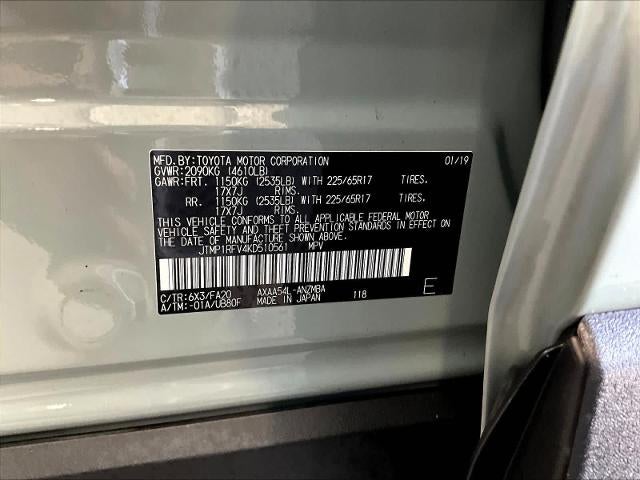 MFD. BY: TOYOTA MOTOR CORPORATION 01/19
GVWR: 2090KG (4610LB)
GAWR: FRT. 1150KG (2535LB) WITH 225/65R17 TIRES.
17X7J RIMS.
RR. 1150KG (2535LB) WITH 225/65R17 TIRES.
17X7J RIMS.
THIS VEHICLE CONFORMS TO ALL APPLICABLE FEDERAL MOTOR
VEHICLE SAFETY AND THEFT PREVENTION STANDARDS IN EFFECT ON
THE DATE OF MANUFACTURE SHOWN ABOVE.
JTMP1RFV4KD510561 MPV
C/TR: 6X3/FA20 AXAA54L-ANZMBA 118 E
A/TM: -01A/UB80F MADE IN JAPAN